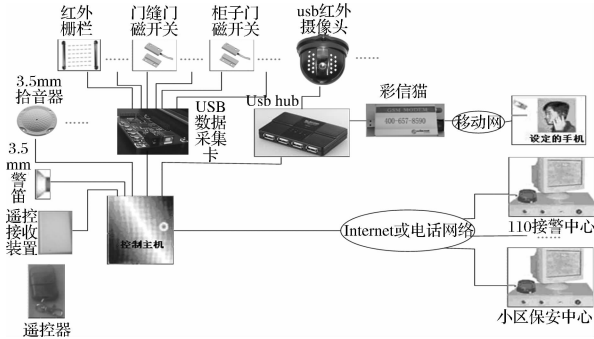 红外
栅栏
门缝门
磁开关
柜子门
磁开关
usb红外
摄像头
......
......
......
......
3.5mm
拾音器
......
USB
数据
采集
卡
Usb hub
彩信猫
400-657-8590
移动网
设定的手机
3.5
mm
警
笛
遥控
接收
装置
控制主机
Internet或电话网络
110接警中心
......
小区保安中心
遥控器